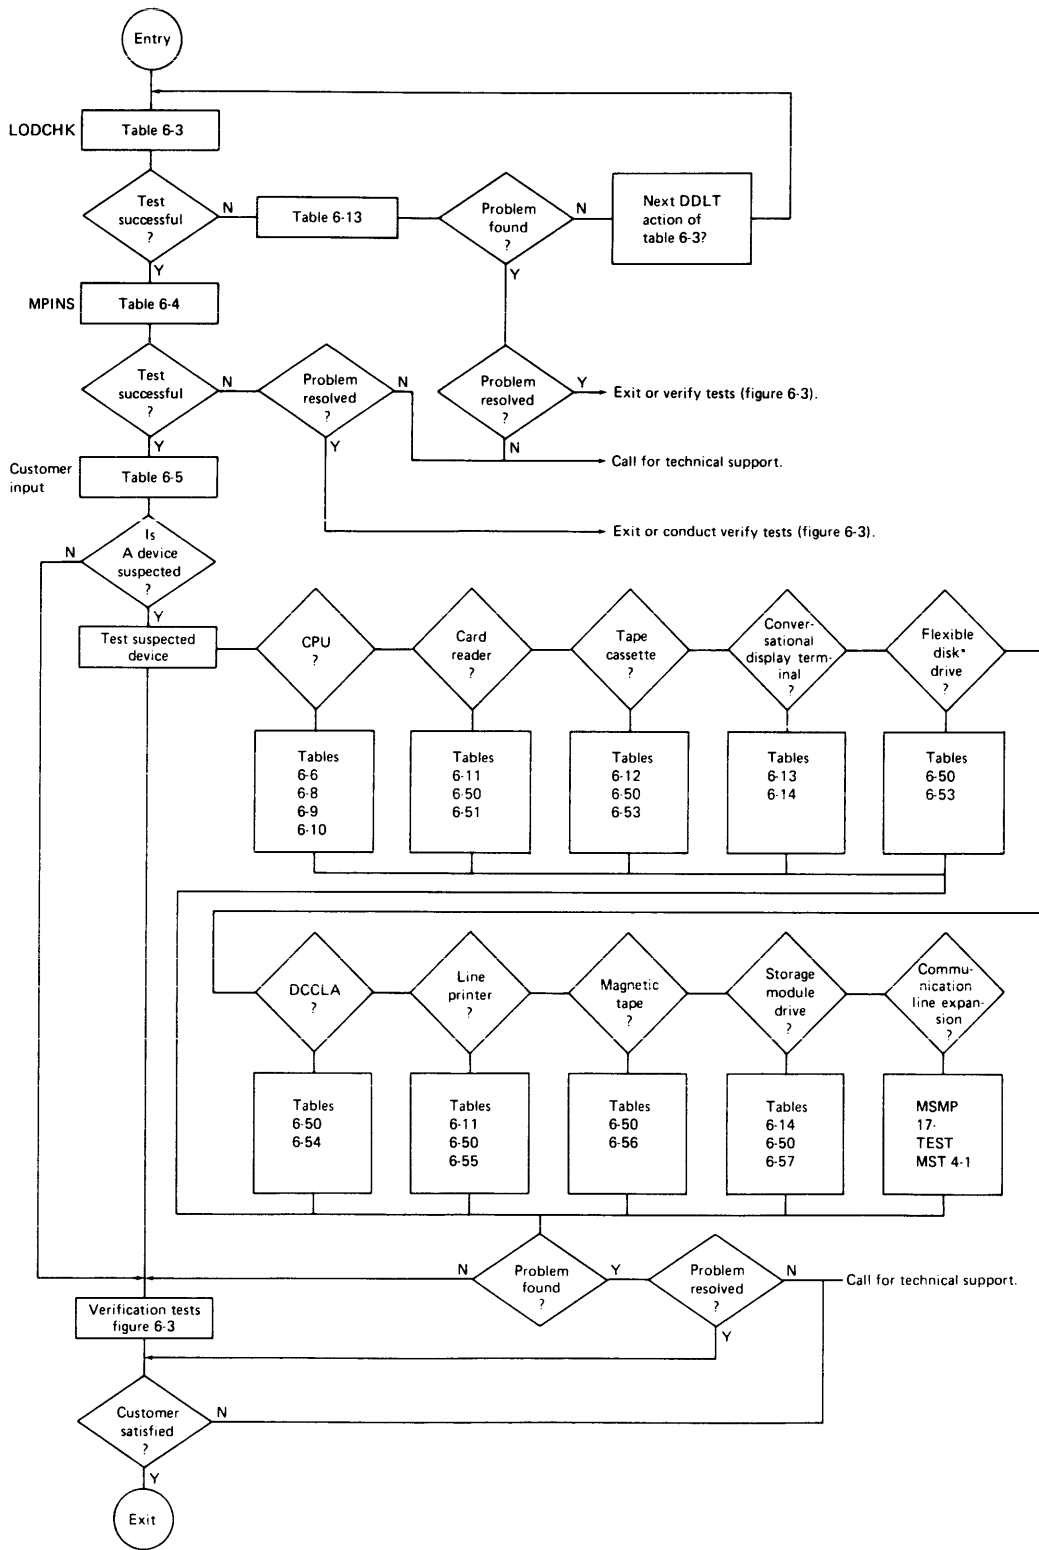 Entry
LODCHK
Table 6-3
Test
successful
?
N
Y
Table 6-13
Problem
found
?
N
Y
Next DDLT
action of
table 6-3?
MPINS
Table 6-4
Test
successful
?
N
Y
Problem
resolved?
?
N
Y
Problem
resolved?
?
Y
N
Exit or verify tests (figure 6-3).
Call for technical support.
Exit or conduct verify tests (figure 6-3).
Customer
input
Table 6-5
Is
A device
suspected
?
N
Y
Test suspected
device
CPU
?
Card
reader
?
Tape
cassette
?
Conver-
sational
display term-
inal
?
Flexible
disk*
drive
?
Tables
6-6
6-8
6-9
6-10
Tables
6-11
6-50
6-51
Tables
6-12
6-50
6-53
Tables
6-13
6-14
Tables
6-50
6-53
DCCLA
?
Line
printer
?
Magnetic
tape
?
Storage
module
drive
?
Commu-
nication
line expan-
sion
?
Tables
6-50
6-54
Tables
6-11
6-50
6-55
Tables
6-50
6-56
Tables
6-14
6-50
6-57
MSMP
17-
TEST
MST 4-1
Problem
found
?
N
Y
Problem
resolved
?
N
Y
Call for technical support.
Verification tests
figure 6-3
Customer
satisfied
?
N
Y
Exit